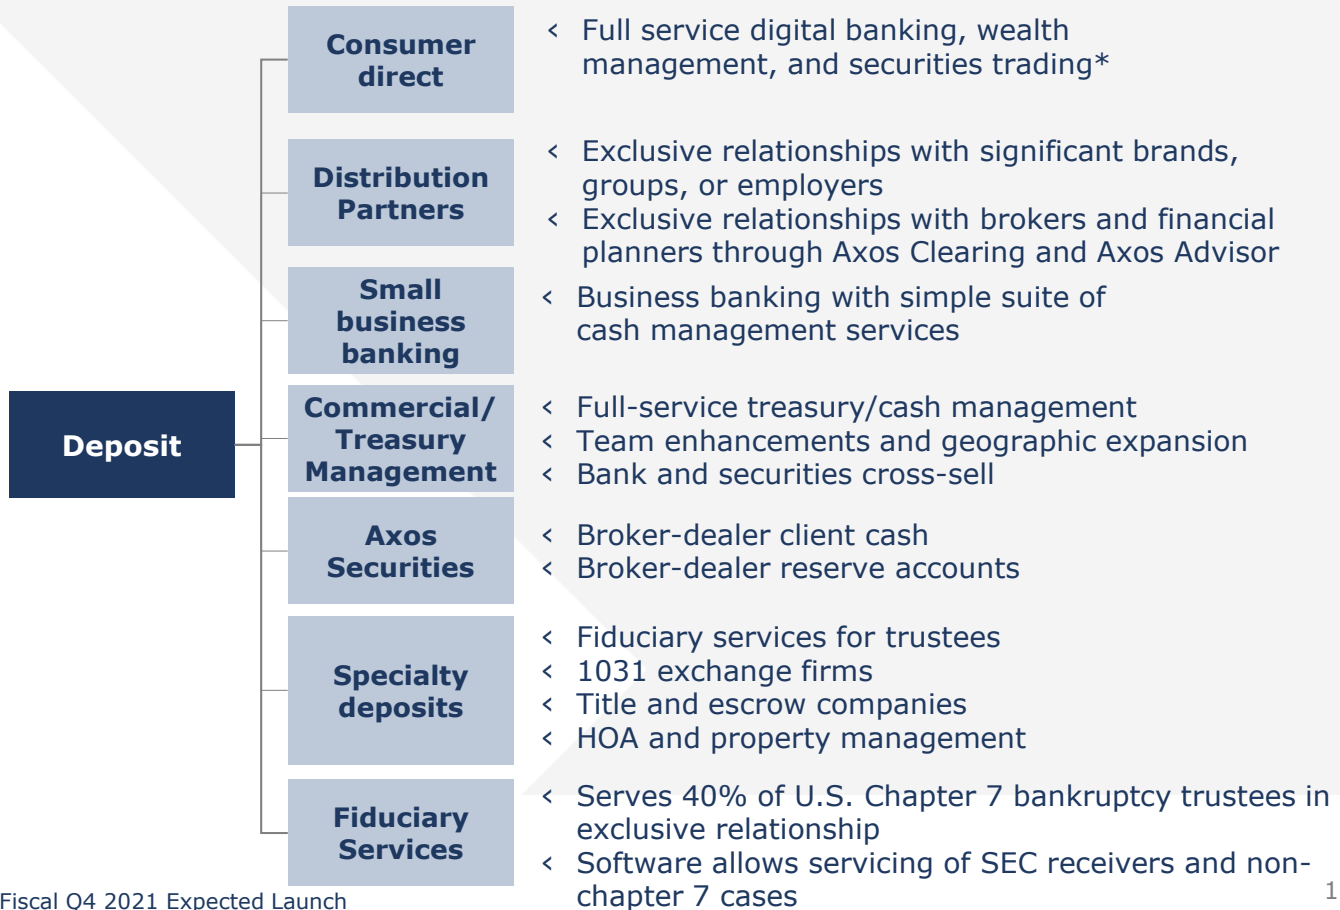 Consumer
direct
‹ Full service digital banking, wealth
management, and securities trading*
Distribution
Partners
‹ Exclusive relationships with significant brands,
groups, or employers
‹ Exclusive relationships with brokers and financial
planners through Axos Clearing and Axos Advisor
Small
business
banking
‹ Business banking with simple suite of
cash management services
Deposit
Commercial/
Treasury
Management
‹ Full-service treasury/cash management
‹ Team enhancements and geographic expansion
‹ Bank and securities cross-sell
Axos
Securities
‹ Broker-dealer client cash
‹ Broker-dealer reserve accounts
Specialty
deposits
‹ Fiduciary services for trustees
‹ 1031 exchange firms
‹ Title and escrow companies
‹ HOA and property management
Fiduciary
Services
‹ Serves 40% of U.S. Chapter 7 bankruptcy trustees in
exclusive relationship
‹ Software allows servicing of SEC receivers and non-
chapter 7 cases
Fiscal Q4 2021 Expected Launch
1